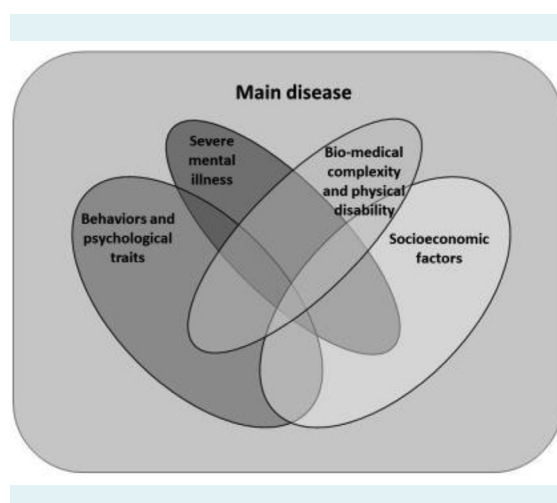 Main disease
Severe
mental
illness
Bio-medical
complexity
and physical
disability
Behaviors and
psychological
traits
Socioeconomic
factors